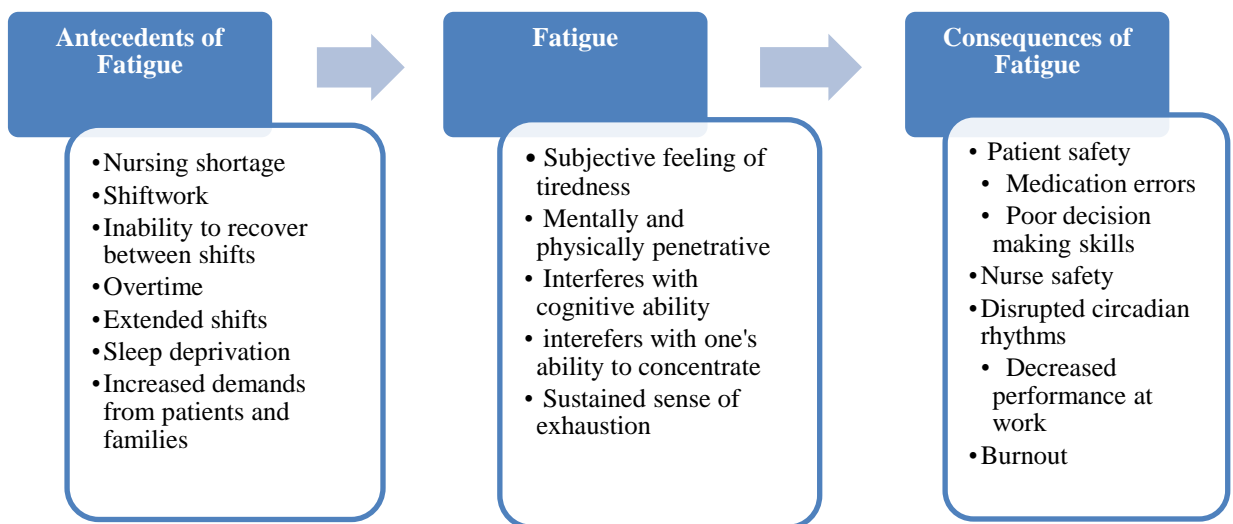 Antecedents of
Fatigue
• Nursing shortage
• Shiftwork
• Inability to recover
between shifts
• Overtime
• Extended shifts
• Sleep deprivation
• Increased demands
from patients and
families
Fatigue
• Subjective feeling of
tiredness
• Mentally and
physically penetrative
• Interferes with
cognitive ability
• interefers with one's
ability to concentrate
• Sustained sense of
exhaustion
Consequences of
Fatigue
• Patient safety
• Medication errors
• Poor decision
making skills
• Nurse safety
• Disrupted circadian
rhythms
• Decreased
performance at
work
• Burnout